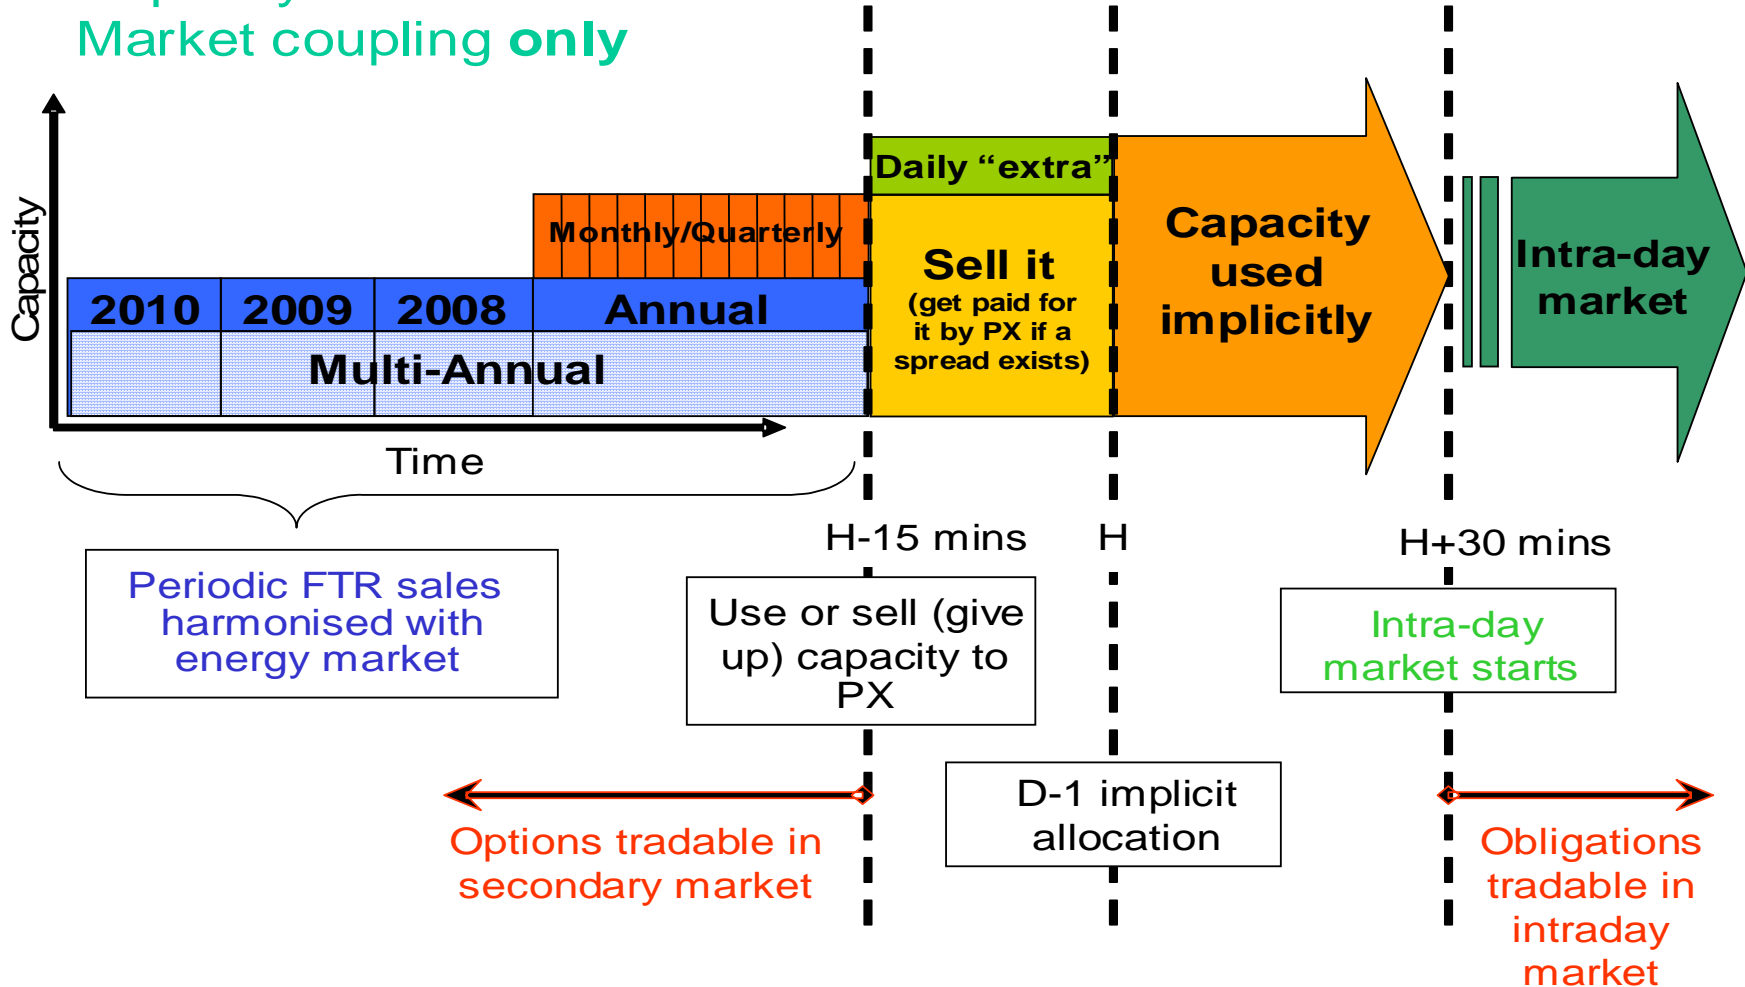 Market coupling only
Capacity
Daily “extra”
Monthly/Quarterly
Sell it
(get paid for
it by PX if a
spread exists)
Capacity
used
implicitly
Intra-day
market
2010
2009
2008
Annual
Multi-Annual
Time
H-15 mins
H
H+30 mins
Periodic FTR sales
harmonised with
energy market
Use or sell (give
up) capacity to
PX
Intra-day
market starts
D-1 implicit
allocation
Options tradable in
secondary market
Obligations
tradable in
intraday
market